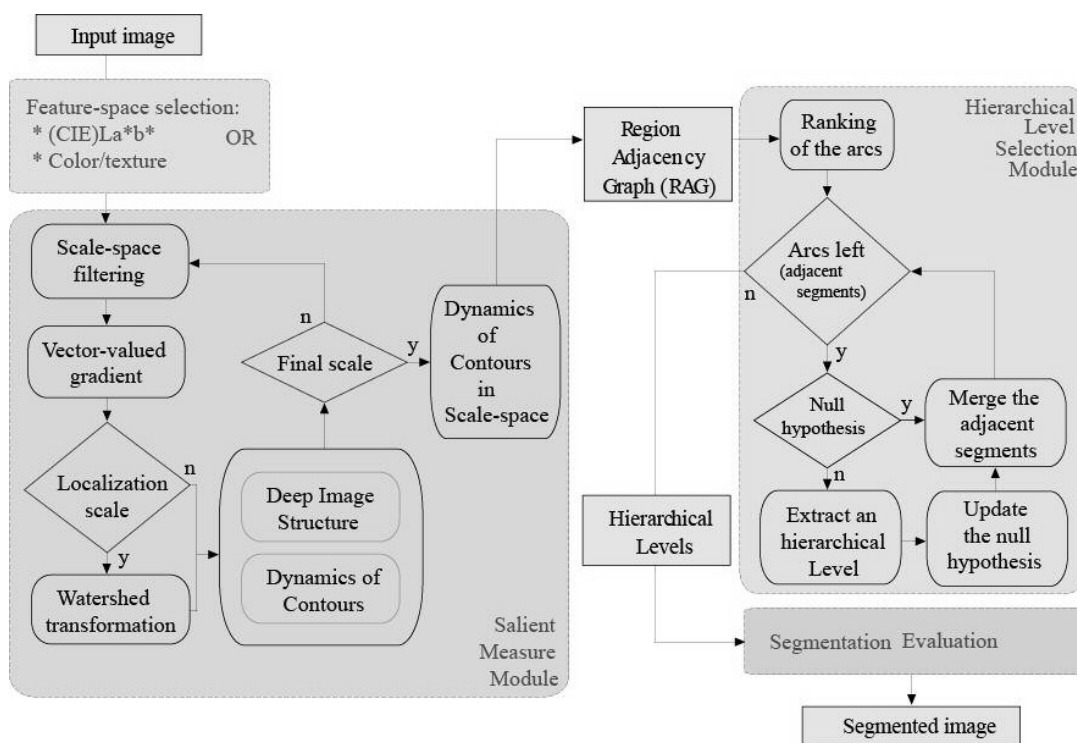 Input image
Feature-space selection:
* (CIE)La*b*
OR
* Color/texture
Scale-space
filtering
Vector-valued
gradient
Localization
scale
n
y
Watershed
transformation
Deep Image
Structure
Dynamics of
Contours
Final scale
n
y
Dynamics
of
Contours
in
Scale-space
Salient
Measure
Module
Region
Adjacency
Graph (RAG)
Hierarchical
Level
Selection
Module
Ranking
of the arcs
Arcs left
(adjacent
segments)
n
y
Null
hypothesis
y
n
Merge the
adjacent
segments
Extract an
hierarchical
Level
Update
the null
hypothesis
Hierarchical
Levels
Segmentation Evaluation
Segmented image